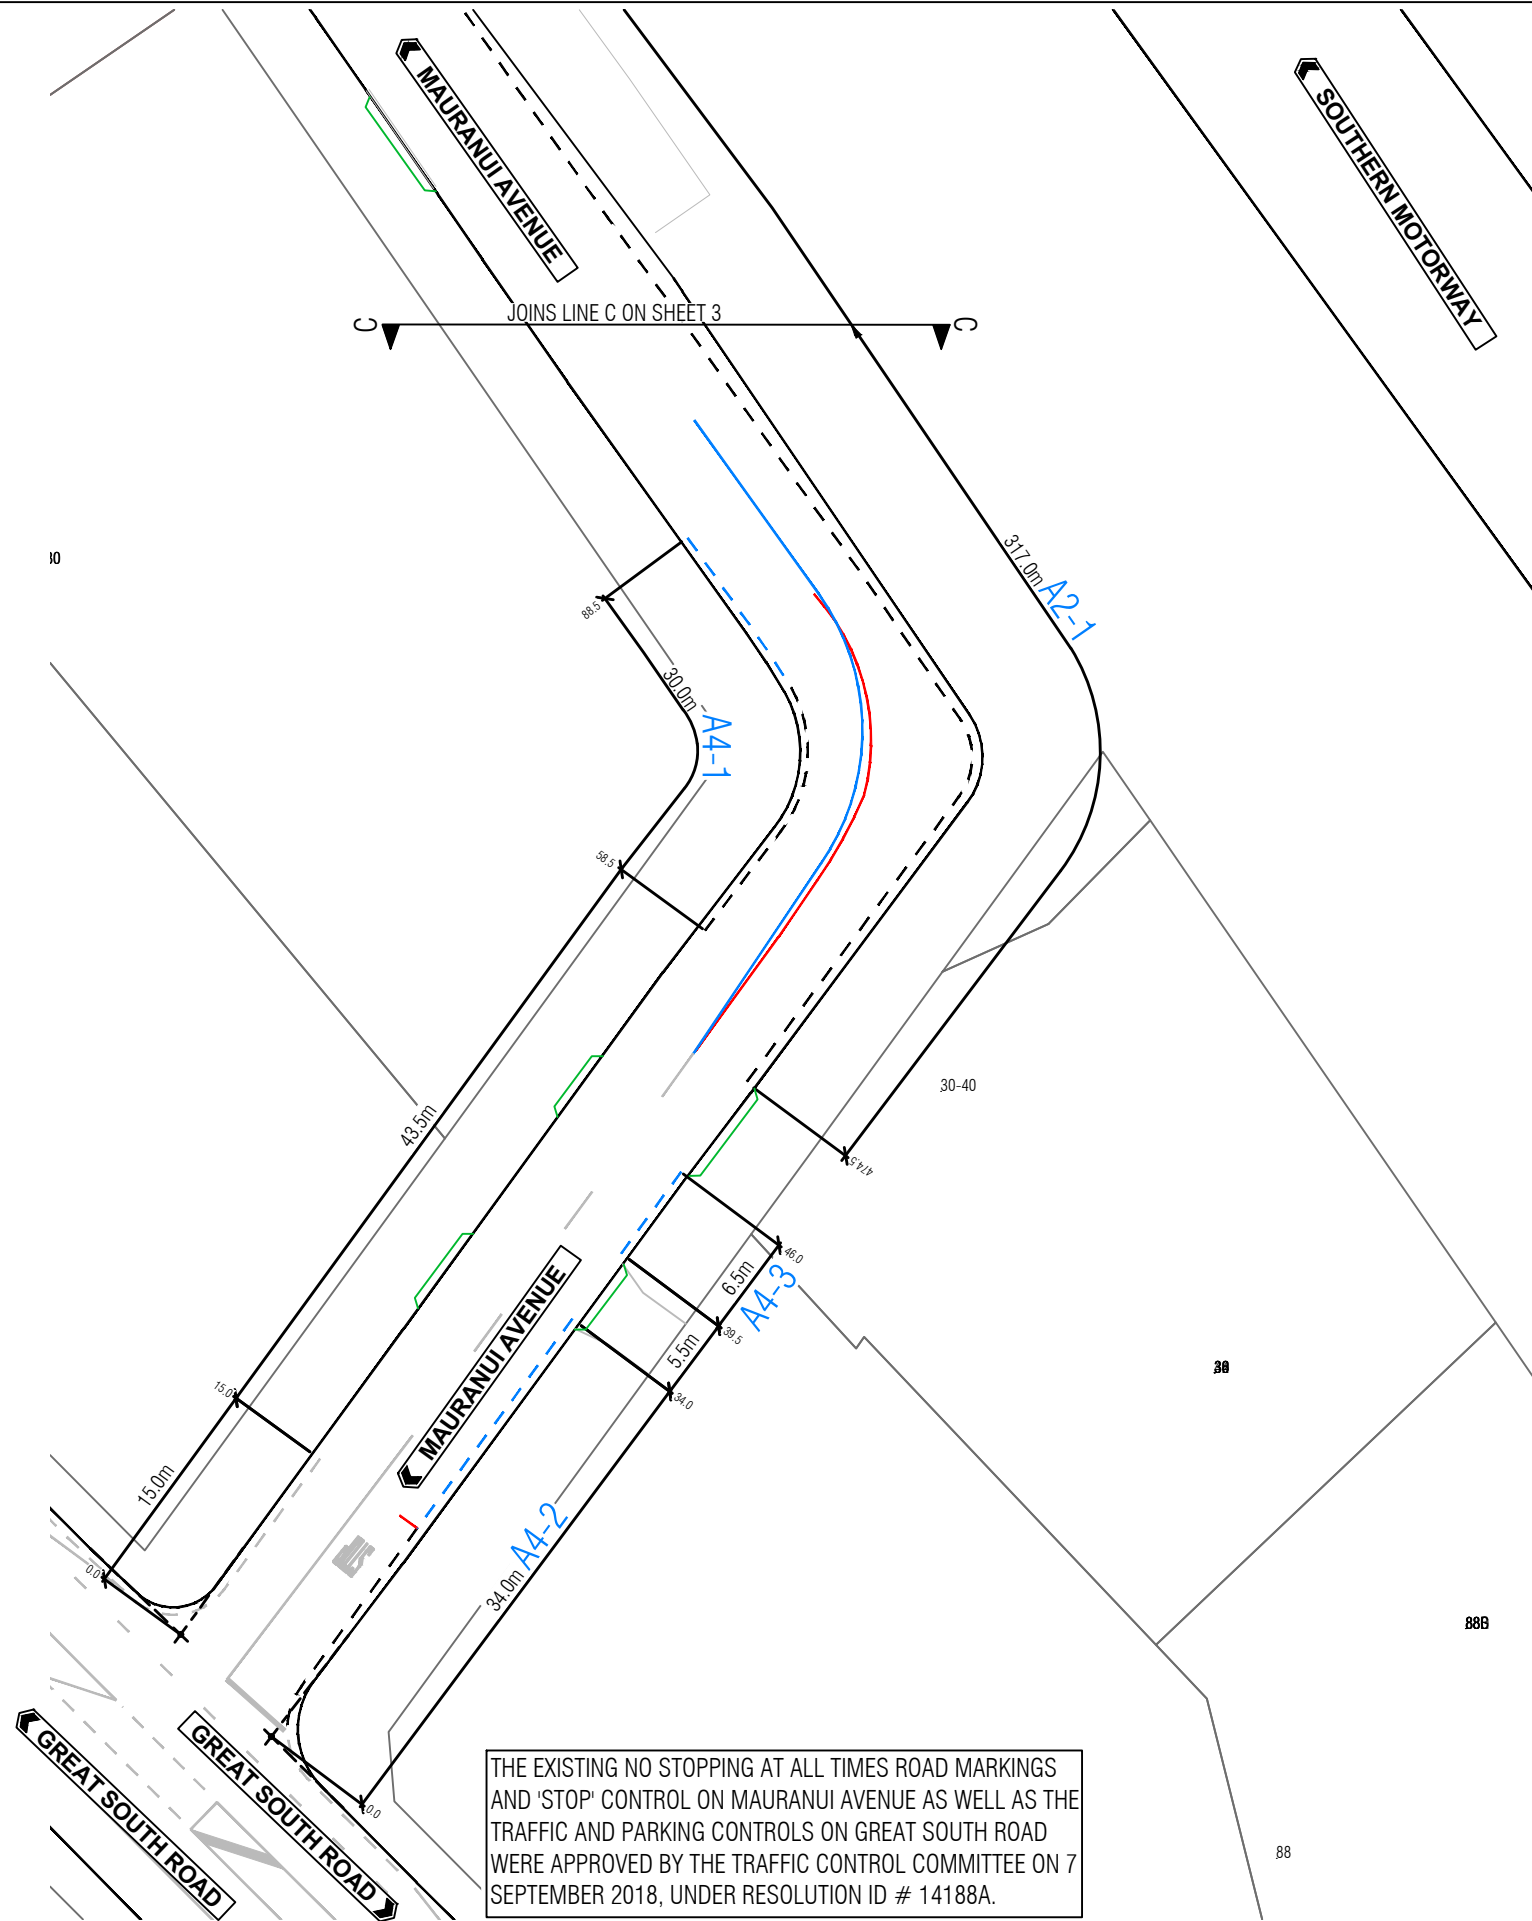 MAURANUI AVENUE
SOUTHERN MOTORWAY
C
JOINS LINE C ON SHEET 3
C
317.0m
A2-1
88.5
30.0m
A4-1
58.5
43.5m
30-40
474.5
46.0
6.5m
A4-3
39.5
5.5m
34.0
MAURANUI AVENUE
15.0
15.0m
0.0
A4-2
34.0m
0.0
GREAT SOUTH ROAD
GREAT SOUTH ROAD
88
THE EXISTING NO STOPPING AT ALL TIMES ROAD MARKINGS
AND 'STOP' CONTROL ON MAURANUI AVENUE AS WELL AS THE
TRAFFIC AND PARKING CONTROLS ON GREAT SOUTH ROAD
WERE APPROVED BY THE TRAFFIC CONTROL COMMITTEE ON 7
SEPTEMBER 2018, UNDER RESOLUTION ID # 14188A.